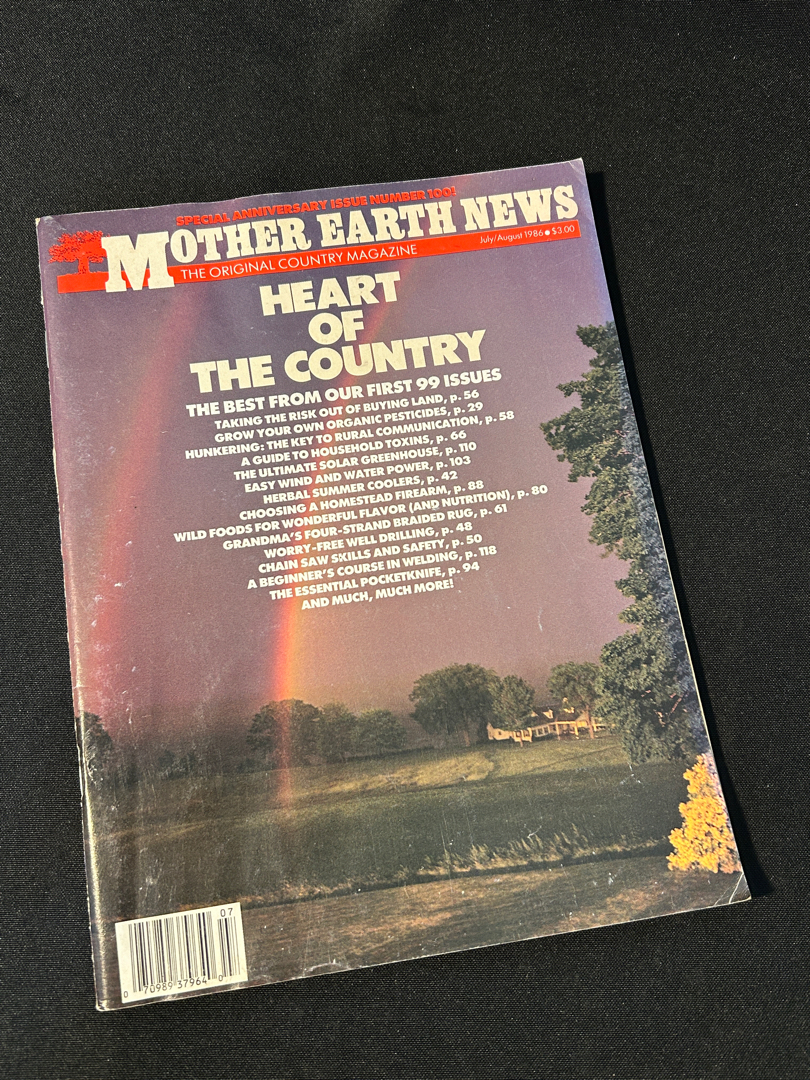 SPECIAL ANNIVERSARY ISSUE NUMBER 100!
MOTHER EARTH NEWS
THE ORIGINAL COUNTRY MAGAZINE
July/August 1986 ● $3.00
HEART
OF
THE COUNTRY
THE BEST FROM OUR FIRST 99 ISSUES
TAKING THE RISK OUT OF BUYING LAND, p. 56
GROW YOUR OWN ORGANIC PESTICIDES, p. 29
HUNKERING: THE KEY TO RURAL COMMUNICATION, p. 58
A GUIDE TO HOUSEHOLD TOXINS, p. 66
THE ULTIMATE SOLAR GREENHOUSE, p. 110
EASY WIND AND WATER POWER, p. 103
HERBAL SUMMER COOLERS, p. 42
CHOOSING A HOMESTEAD FIREARM, p. 88
WILD FOODS FOR WONDERFUL FLAVOR (AND NUTRITION), p. 80
GRANDMA'S FOUR-STRAND BRAIDED RUG, p. 61
WORRY-FREE WELL DRILLING, p. 48
CHAIN SAW SKILLS AND SAFETY, p. 50
A BEGINNER'S COURSE IN WELDING, p. 118
THE ESSENTIAL POCKETKNIFE, p. 94
AND MUCH, MUCH MORE!
07
0 70989 37964 0